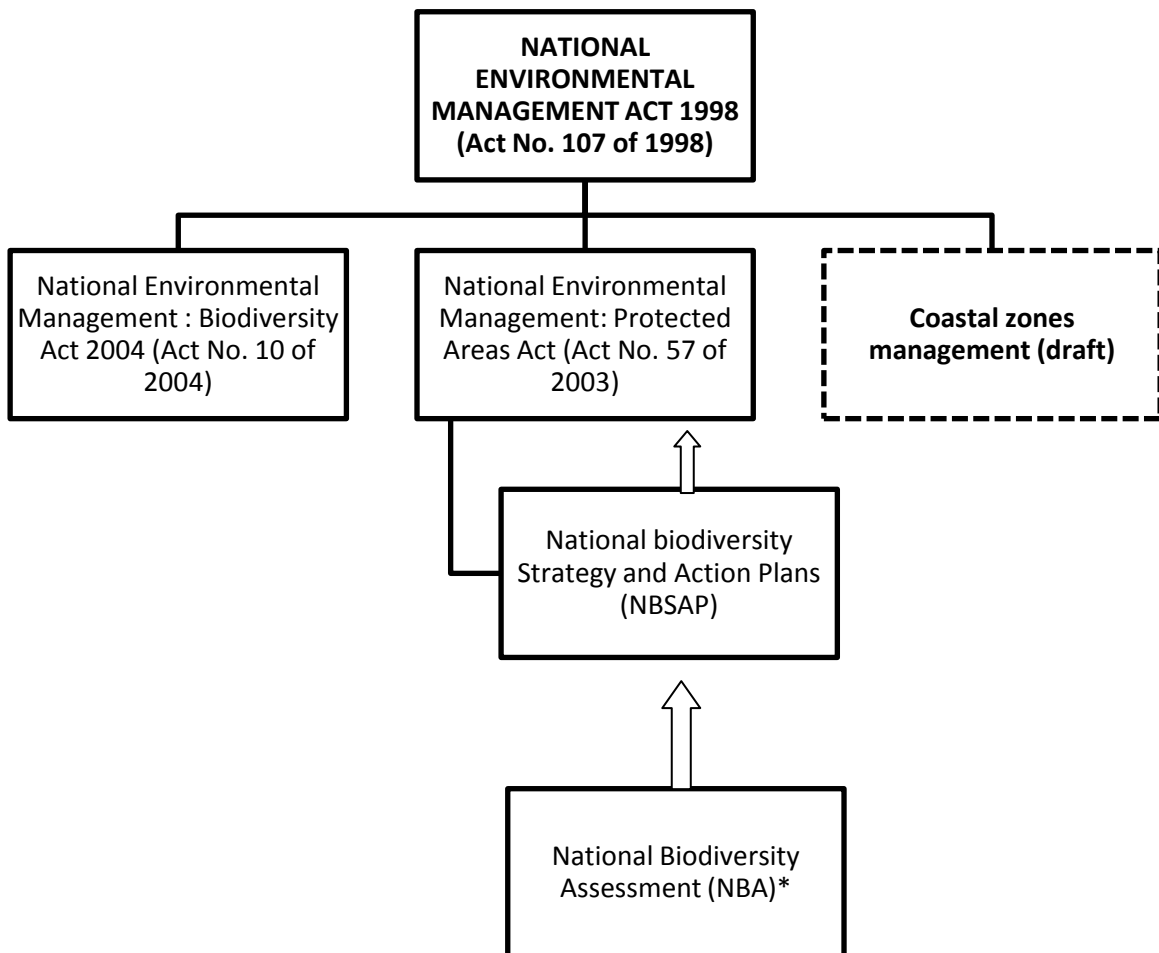 NATIONAL
ENVIRONMENTAL
MANAGEMENT ACT 1998
(Act No. 107 of 1998)
National Environmental
Management : Biodiversity
Act 2004 (Act No. 10 of
2004)
National Environmental
Management: Protected
Areas Act (Act No. 57 of
2003)
Coastal zones
management (draft)
National biodiversity
Strategy and Action Plans
(NBSAP)
National Biodiversity
Assessment (NBA)*